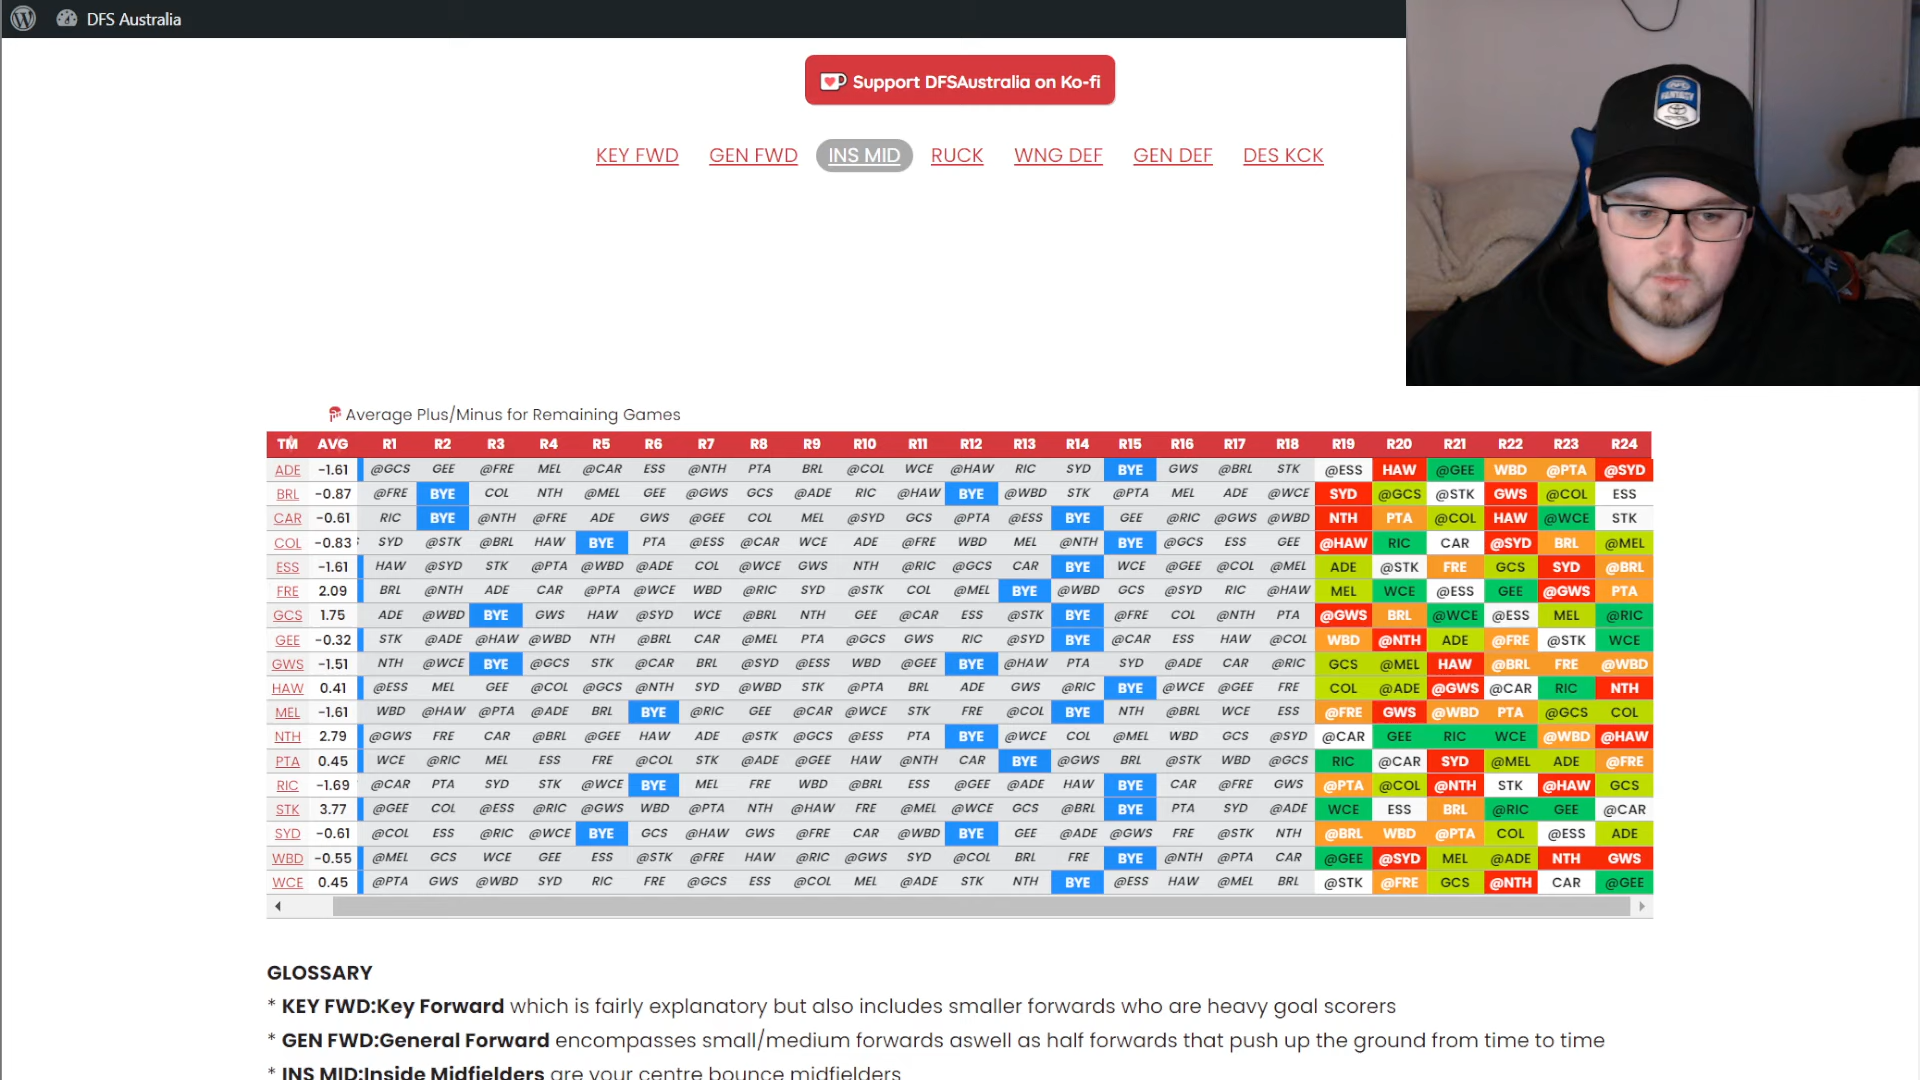 DFS Australia
Support DFSAustralia on Ko-fi
KEY FWD GEN FWD INS MID RUCK WNG DEF GEN DEF DES KCK
Average Plus/Minus for Remaining Games
TM AVG R1 R2 R3 R4 R5 R6 R7 R8 R9 R10 R11 R12 R13 R14 R15 R16 R17 R18 R19 R20 R21 R22 R23 R24
ADE -1.61 @GCS GEE @FRE MEL @CAR ESS @NTH PTA BRL @COL WCE @HAW RIC SYD BYE GWS @BRL STK @ESS HAW @GEE WBD @PTA @SYD
BRL -0.87 @FRE BYE COL NTH @MEL GEE @GWS GCS @ADE RIC @HAW BYE @WBD STK @PTA MEL ADE @WCE SYD @GCS @STK GWS @COL ESS
CAR -0.61 RIC BYE @NTH @FRE ADE GWS @GEE COL MEL @SYD GCS @PTA @ESS BYE GEE @RIC @GWS @WBD NTH PTA @COL HAW @WCE STK
COL -0.83 SYD @STK @BRL HAW BYE PTA @ESS @CAR WCE ADE @FRE WBD MEL @NTH BYE @GCS ESS GEE @HAW RIC CAR @SYD BRL @MEL
ESS -1.61 HAW @SYD STK @PTA @WBD @ADE COL @WCE GWS NTH @RIC @GCS CAR BYE WCE @GEE @COL @MEL ADE @STK FRE GCS SYD @BRL
FRE 2.09 BRL @NTH ADE CAR @PTA @WCE WBD @RIC SYD @STK COL @MEL BYE @WBD GCS @SYD RIC @HAW MEL WCE @ESS GEE @GWS PTA
GCS 1.75 ADE @WBD BYE GWS HAW @SYD WCE @BRL NTH GEE @CAR ESS @STK BYE @FRE COL @NTH PTA @GWS BRL @WCE @ESS MEL @RIC
GEE -0.32 STK @ADE @HAW @WBD NTH @BRL CAR @MEL PTA @GCS GWS RIC @SYD BYE @CAR ESS HAW @COL WBD @NTH ADE @FRE @STK WCE
GWS -1.51 NTH @WCE BYE @GCS STK @CAR BRL @SYD @ESS WBD @GEE BYE @HAW PTA SYD @ADE CAR @RIC GCS @MEL HAW @BRL FRE @WBD
HAW 0.41 @ESS MEL GEE @COL @GCS @NTH SYD @WBD STK @PTA BRL ADE GWS @RIC BYE @WCE @GEE FRE COL @ADE @GWS @CAR RIC NTH
MEL -1.61 WBD @HAW @PTA @ADE BRL BYE @RIC GEE @CAR @WCE STK FRE @COL BYE NTH @BRL WCE ESS @FRE GWS @WBD PTA @GCS COL
NTH 2.79 @GWS FRE CAR @BRL @GEE HAW ADE @STK @GCS @ESS PTA BYE @WCE COL @MEL WBD GCS @SYD @CAR GEE RIC WCE @WBD @HAW
PTA 0.45 WCE @RIC MEL ESS FRE @COL STK @ADE @GEE HAW @NTH CAR BYE @GWS BRL @STK WBD @GCS RIC @CAR SYD @MEL ADE @FRE
RIC -1.69 @CAR PTA SYD STK @WCE BYE MEL FRE WBD @BRL ESS @GEE @ADE HAW BYE CAR @FRE GWS @PTA @COL @NTH STK @HAW GCS
STK 3.77 @GEE COL @ESS @RIC @GWS WBD @PTA NTH @HAW FRE @MEL @WCE GCS @BRL BYE PTA SYD @ADE WCE ESS BRL @RIC GEE @CAR
SYD -0.61 @COL ESS @RIC @WCE BYE GCS @HAW GWS @FRE CAR @WBD BYE GEE @ADE @GWS FRE @STK NTH @BRL WBD @PTA COL @ESS ADE
WBD -0.55 @MEL GCS WCE GEE ESS @STK @FRE HAW @RIC @GWS SYD @COL BRL FRE BYE @NTH @PTA CAR @GEE @SYD MEL @ADE NTH GWS
WCE 0.45 @PTA GWS @WBD SYD RIC FRE @GCS ESS @COL MEL @ADE STK NTH BYE @ESS HAW @MEL BRL @STK @FRE GCS @NTH CAR @GEE
GLOSSARY
* KEY FWD:Key Forward which is fairly explanatory but also includes smaller forwards who are heavy goal scorers
* GEN FWD:General Forward encompasses small/medium forwards aswell as half forwards that push up the ground from time to time
* INS MID:Inside Midfielders are your centre bounce midfielders